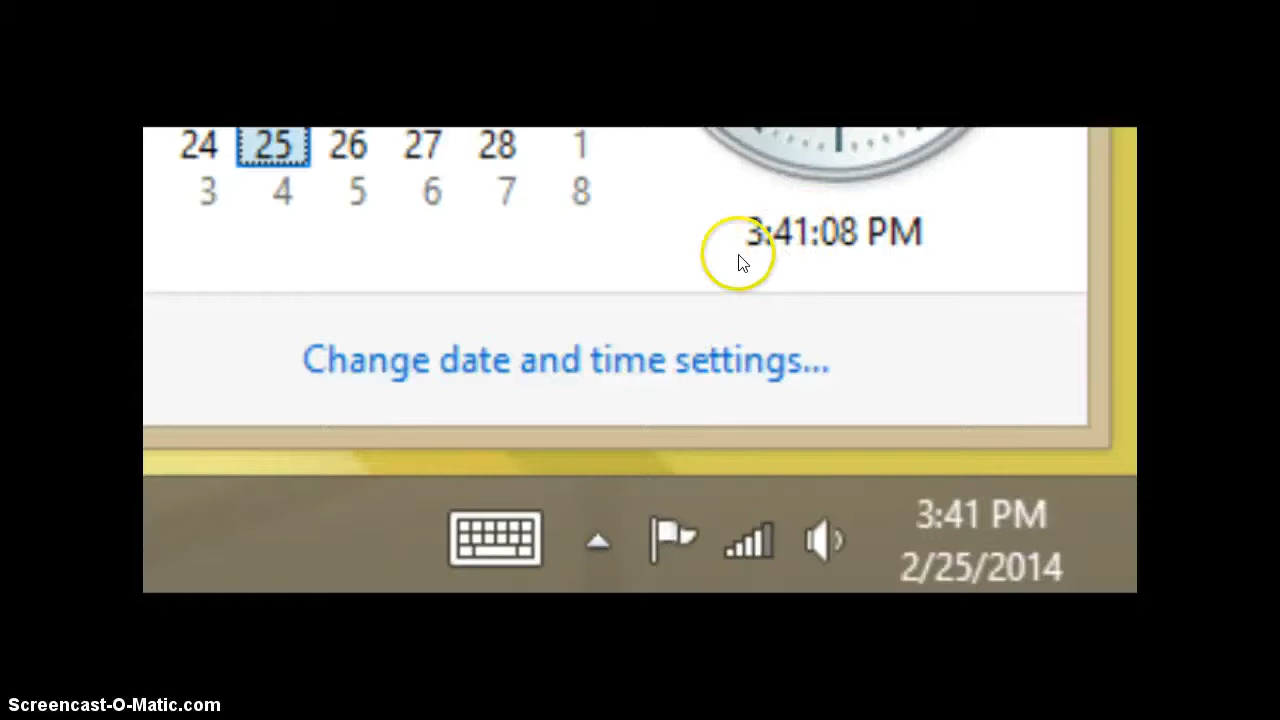 24 25 26 27 28 1
3 4 5 6 7 8
3:41:08 PM
Change date and time settings...
3:41 PM
2/25/2014
Screencast-O-Matic.com